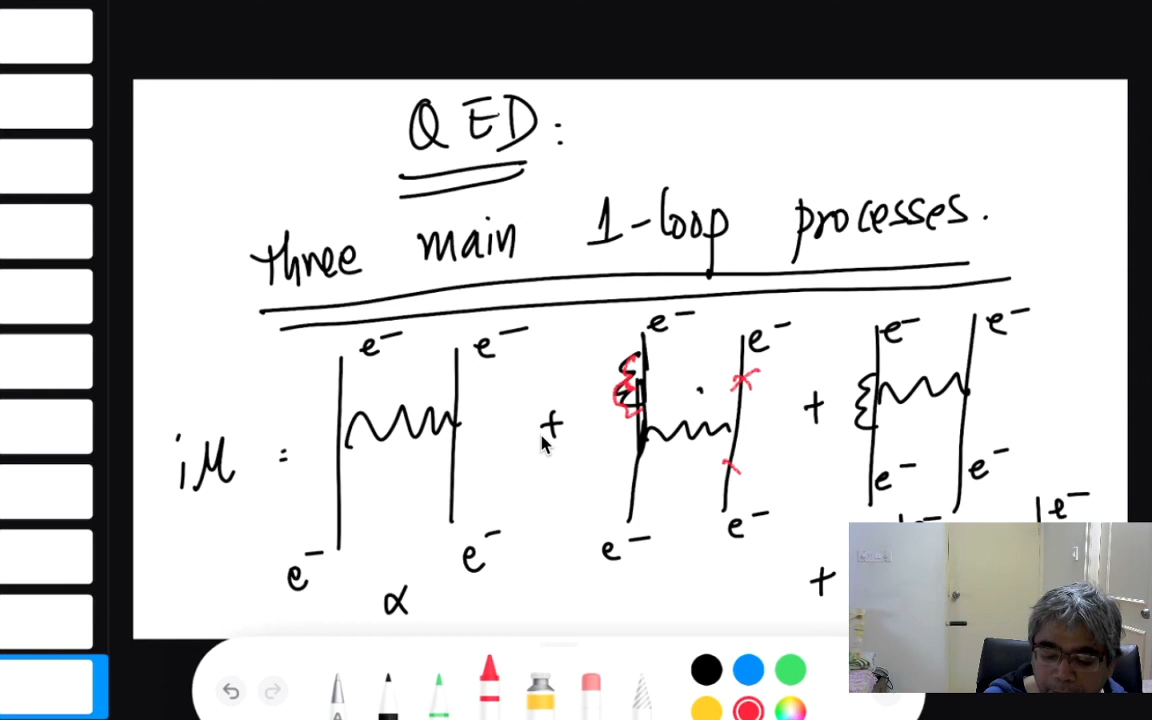 QED:
three main 1-loop processes.
e⁻ e⁻ e⁻ e⁻ e⁻ e⁻
iM = + +
e⁻ e⁻ e⁻
e⁻ e⁻ e⁻ e⁻
α +